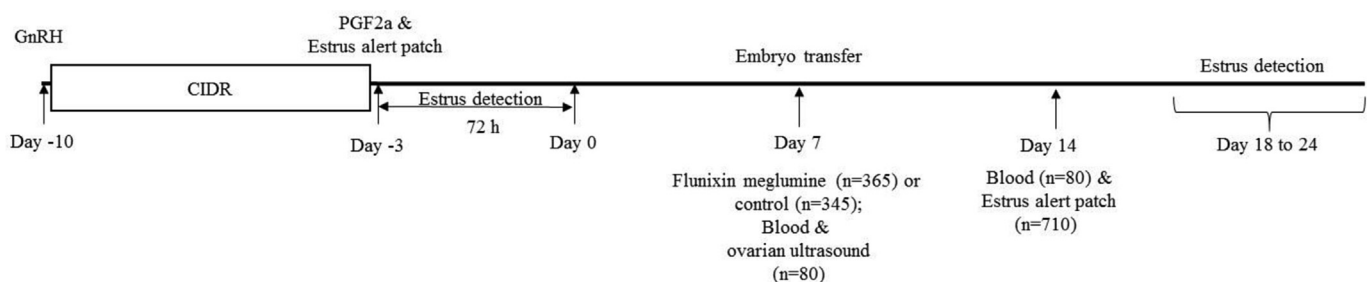 GnRH
PGF2a &
Estrus alert patch
CIDR
Embryo transfer
Estrus detection
Estrus detection
72 h
Day -10
Day -3
Day 0
Day 7
Day 14
Day 18 to 24
Flunixin meglumine (n=365) or
control (n=345);
Blood &
ovarian ultrasound
(n=80)
Blood (n=80) &
Estrus alert patch
(n=710)